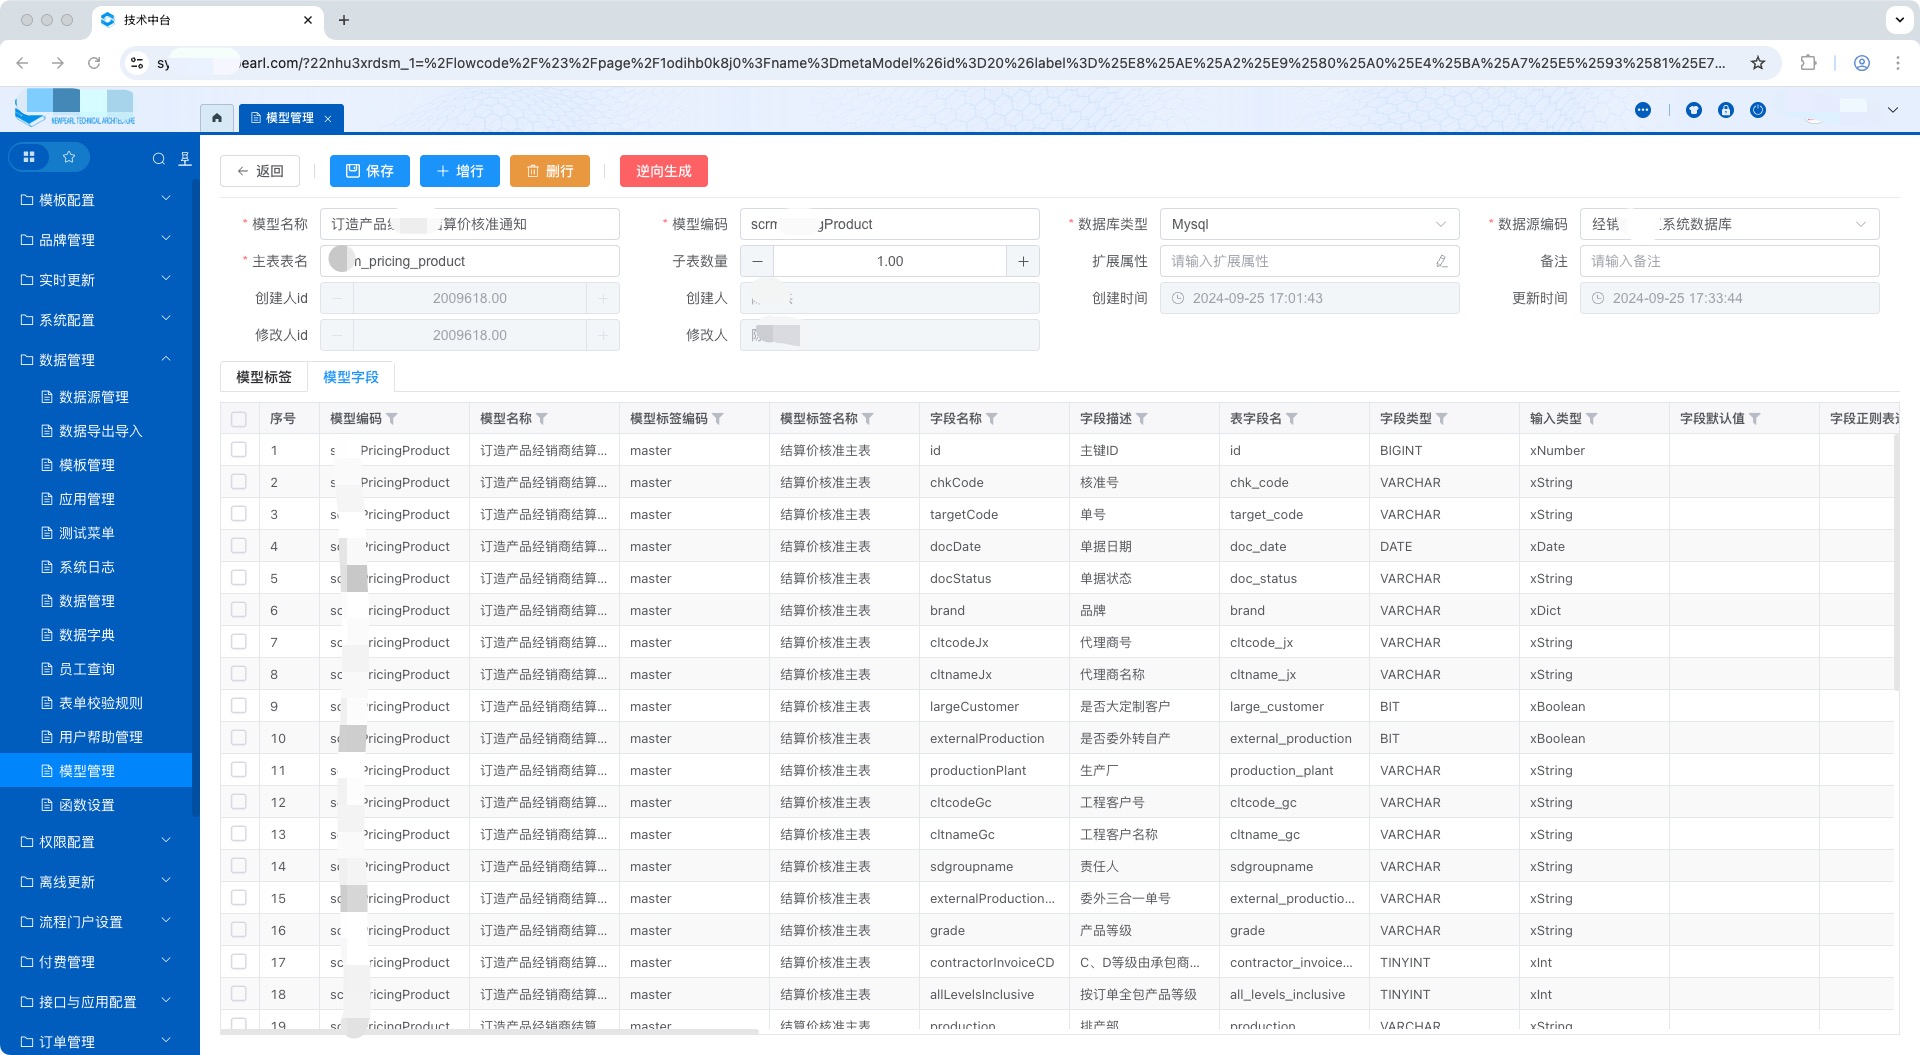 技术中台
earl.com/?22nhu3xrdsm_1=%2Flowcode%2F%23%2Fpage%2F1odihb0k8j0%3Fname%3DmetaModel%26id%3D20%26label%3D%25E8%25AE%25A2%25E9%2580%25A0%25E4%25BA%25A7%25E5%2593%2581%25E7...
NEWPEARL TECHNICAL ARCHITECTURE
模型管理
返回 保存 增行 删行 逆向生成
模板配置
品牌管理
实时更新
系统配置
数据管理
数据源管理
数据导出导入
模板管理
应用管理
测试菜单
系统日志
数据管理
数据字典
员工查询
表单校验规则
用户帮助管理
模型管理
函数设置
权限配置
离线更新
流程门户设置
付费管理
接口与应用配置
订单管理
* 模型名称 订造产品 算价核准通知 * 模型编码 scrm gProduct * 数据库类型 Mysql * 数据源编码 经销 系统数据库
* 主表表名 m_pricing_product 子表数量 1.00 扩展属性 请输入扩展属性 备注 请输入备注
创建人id 2009618.00 创建人 创建时间 2024-09-25 17:01:43 更新时间 2024-09-25 17:33:44
修改人id 2009618.00 修改人
模型标签 模型字段
序号 模型编码 模型名称 模型标签编码 模型标签名称 字段名称 字段描述 表字段名 字段类型 输入类型 字段默认值 字段正则表
1 s PricingProduct 订造产品经销商结算... master 结算价核准主表 id 主键ID id BIGINT xNumber
2 s PricingProduct 订造产品经销商结算... master 结算价核准主表 chkCode 核准号 chk_code VARCHAR xString
3 s PricingProduct 订造产品经销商结算... master 结算价核准主表 targetCode 单号 target_code VARCHAR xString
4 sc PricingProduct 订造产品经销商结算... master 结算价核准主表 docDate 单据日期 doc_date DATE xDate
5 sc ricingProduct 订造产品经销商结算... master 结算价核准主表 docStatus 单据状态 doc_status VARCHAR xString
6 sc ricingProduct 订造产品经销商结算... master 结算价核准主表 brand 品牌 brand VARCHAR xDict
7 sc ricingProduct 订造产品经销商结算... master 结算价核准主表 cltcodeJx 代理商号 cltcode_jx VARCHAR xString
8 sc ricingProduct 订造产品经销商结算... master 结算价核准主表 cltnameJx 代理商名称 cltname_jx VARCHAR xString
9 sc ricingProduct 订造产品经销商结算... master 结算价核准主表 largeCustomer 是否大定制客户 large_customer BIT xBoolean
10 sc ricingProduct 订造产品经销商结算... master 结算价核准主表 externalProduction 是否委外转自产 external_production BIT xBoolean
11 s PricingProduct 订造产品经销商结算... master 结算价核准主表 productionPlant 生产厂 production_plant VARCHAR xString
12 s PricingProduct 订造产品经销商结算... master 结算价核准主表 cltcodeGc 工程客户号 cltcode_gc VARCHAR xString
13 s PricingProduct 订造产品经销商结算... master 结算价核准主表 cltnameGc 工程客户名称 cltname_gc VARCHAR xString
14 sc PricingProduct 订造产品经销商结算... master 结算价核准主表 sdgroupname 责任人 sdgroupname VARCHAR xString
15 sc ricingProduct 订造产品经销商结算... master 结算价核准主表 externalProduction... 委外三合一单号 external_productio... VARCHAR xString
16 sc ricingProduct 订造产品经销商结算... master 结算价核准主表 grade 产品等级 grade VARCHAR xString
17 sc ricingProduct 订造产品经销商结算... master 结算价核准主表 contractorInvoiceCD C、D等级由承包商... contractor_invoice... TINYINT xInt
18 sc ricingProduct 订造产品经销商结算... master 结算价核准主表 allLevelsInclusive 按订单全包产品等级 all_levels_inclusive TINYINT xInt
19 sc ricingProduct 订造产品经销商结算... master 结算价核准主表 production 排产部 production VARCHAR xString